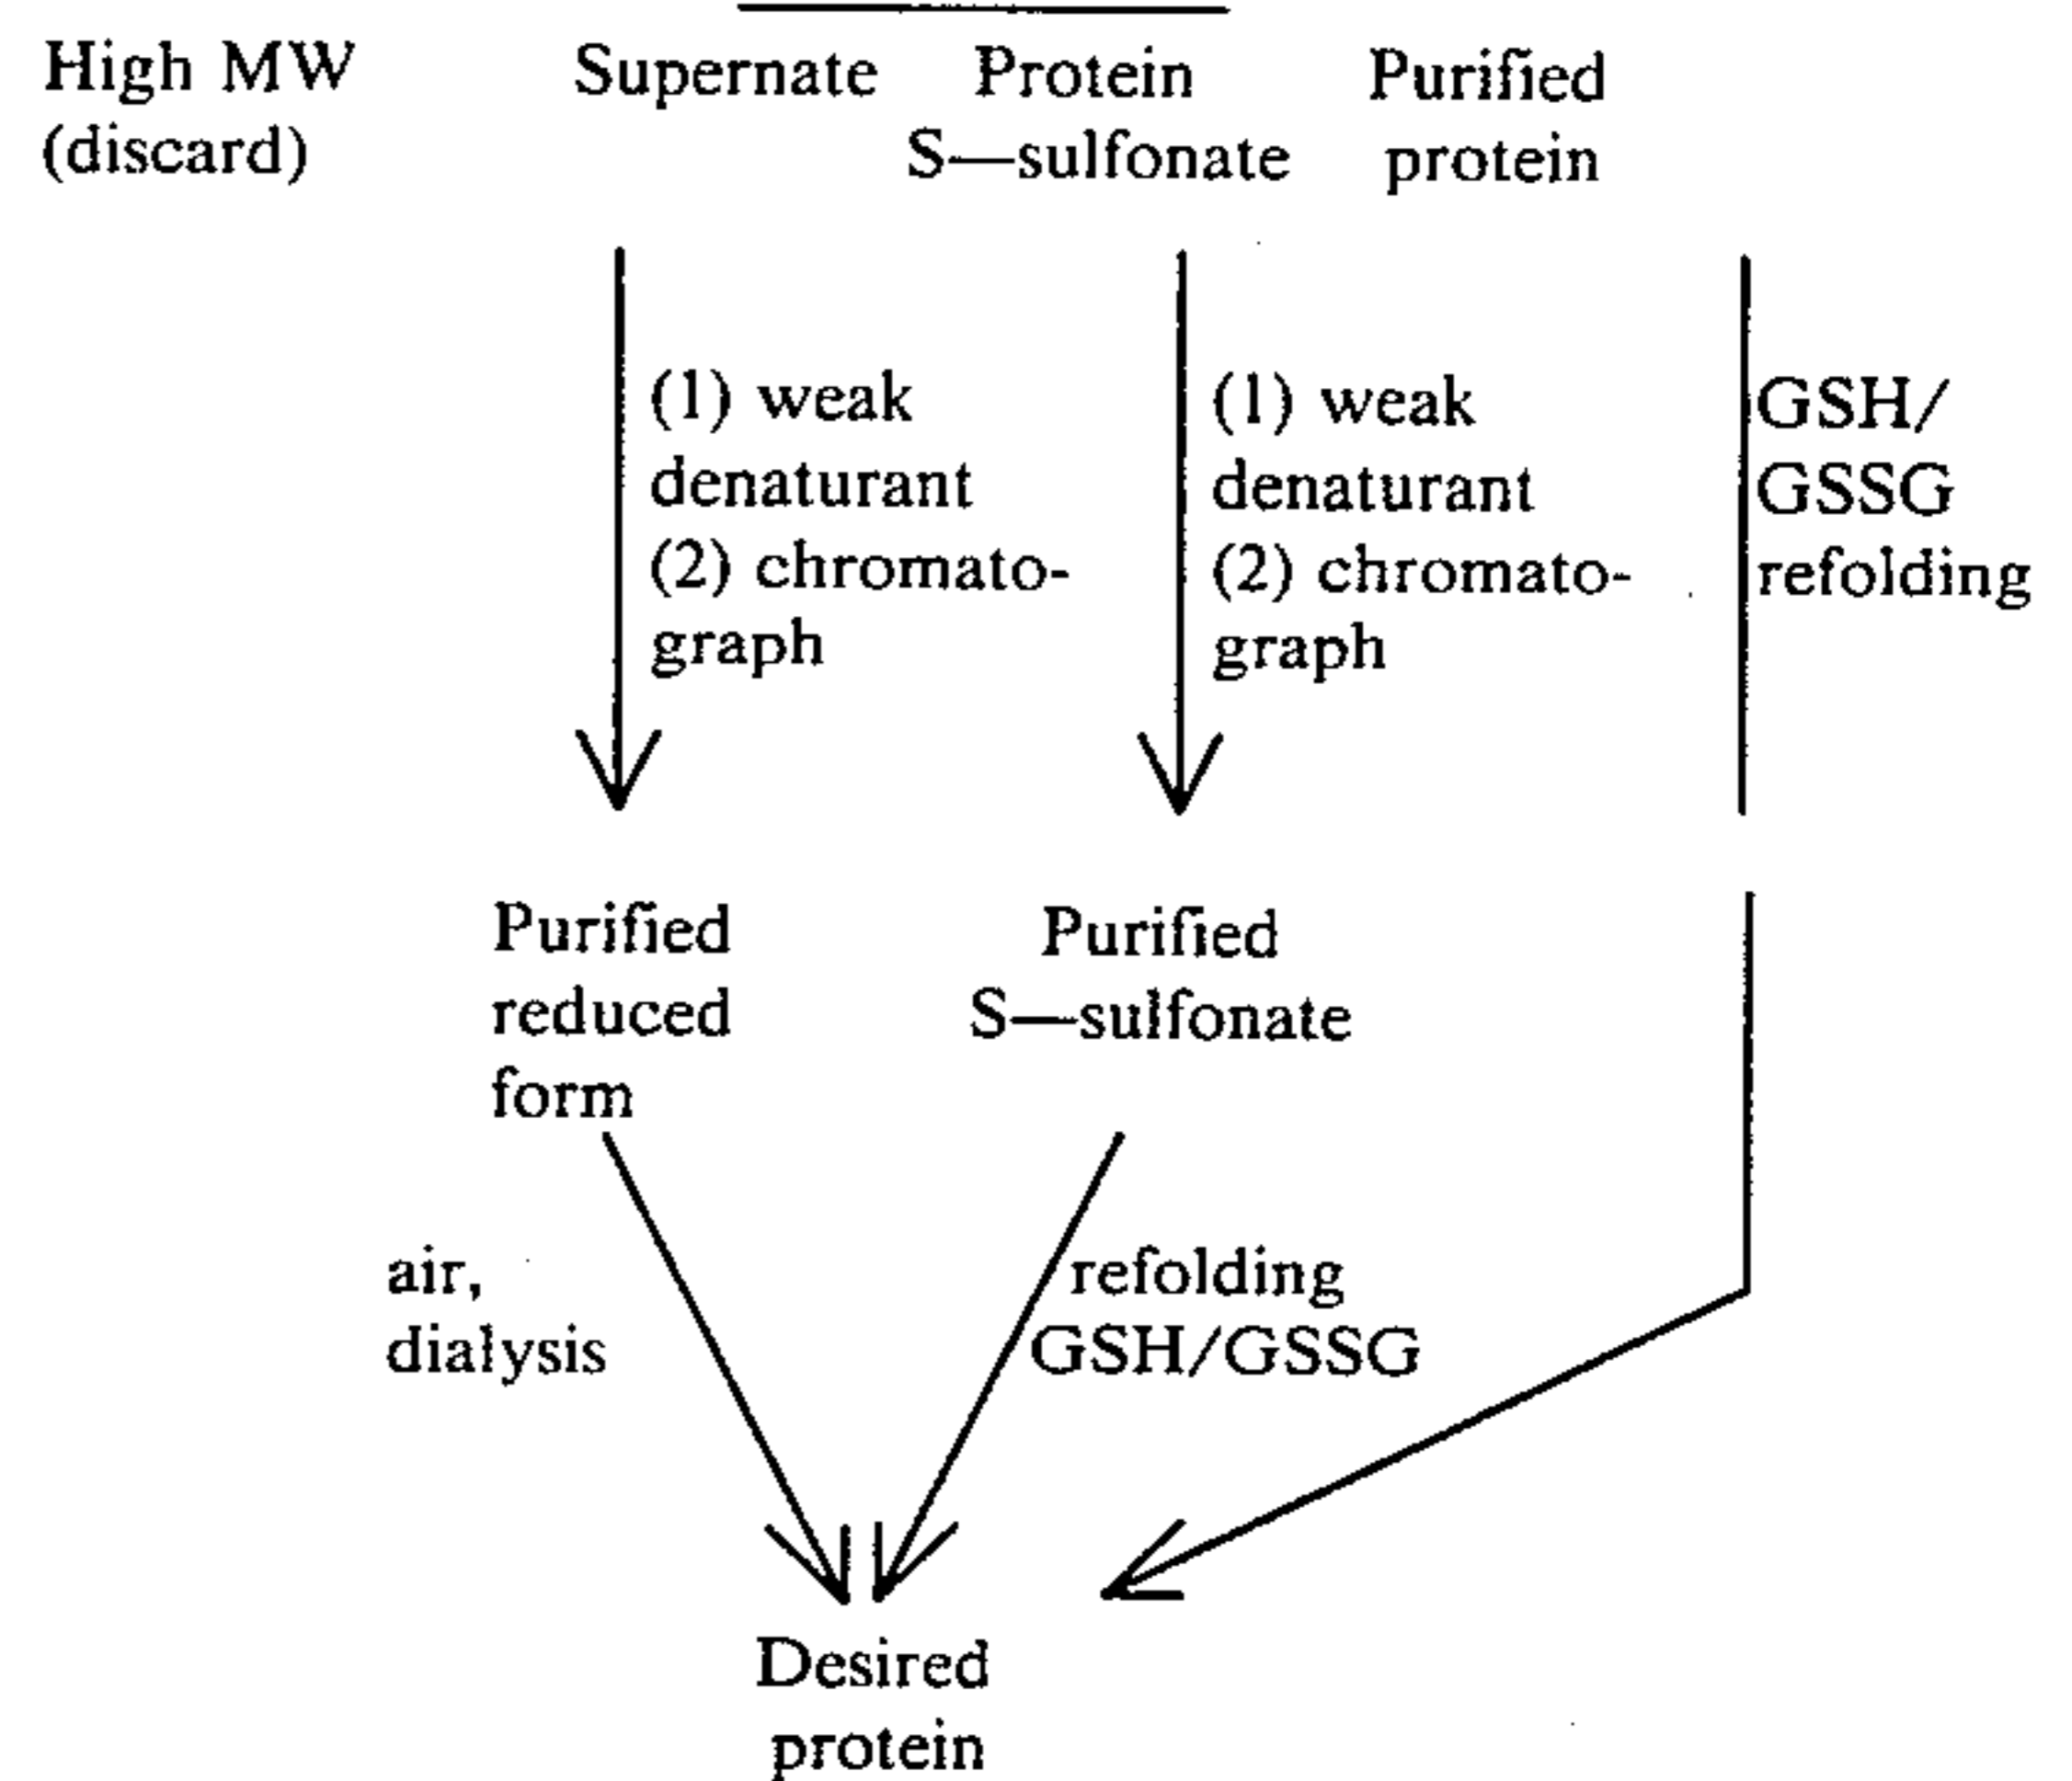 High MW
(discard)
Supernate
Protein
S—sulfonate
Purified
protein
(1) weak
denaturant
(2) chromato-
graph
(1) weak
denaturant
(2) chromato-
graph
GSH/
GSSG
refolding
Purified
reduced
form
Purified
S—sulfonate
air,
dialysis
refolding
GSH/GSSG
Desired
protein